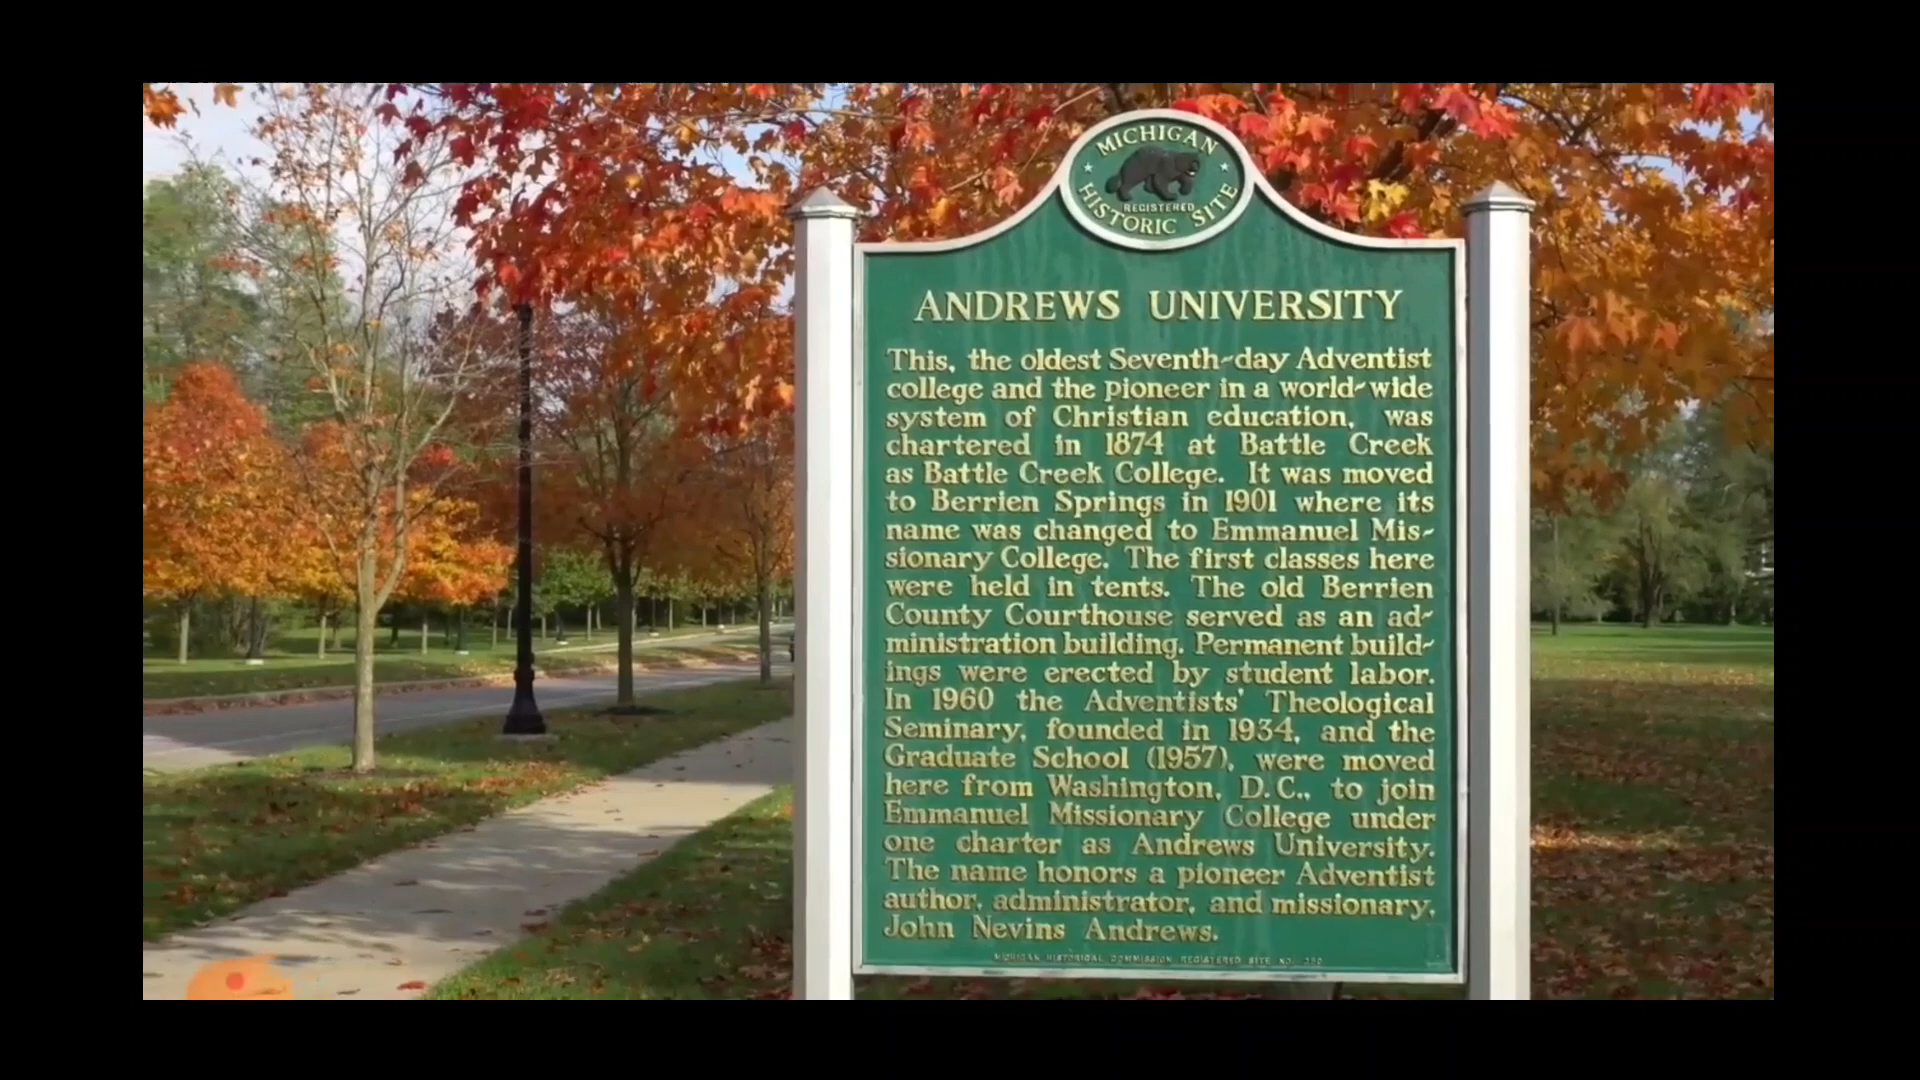 MICHIGAN
REGISTERED
HISTORIC SITE
ANDREWS UNIVERSITY
This, the oldest Seventh-day Adventist
college and the pioneer in a world-wide
system of Christian education, was
chartered in 1874 at Battle Creek
as Battle Creek College. It was moved
to Berrien Springs in 1901 where its
name was changed to Emmanuel Mis-
sionary College. The first classes here
were held in tents. The old Berrien
County Courthouse served as an ad-
ministration building. Permanent build-
ings were erected by student labor.
In 1960 the Adventists' Theological
Seminary, founded in 1934, and the
Graduate School (1957), were moved
here from Washington, D.C., to join
Emmanuel Missionary College under
one charter as Andrews University.
The name honors a pioneer Adventist
author, administrator, and missionary,
John Nevins Andrews.
MICHIGAN HISTORICAL COMMISSION REGISTERED SITE NO.